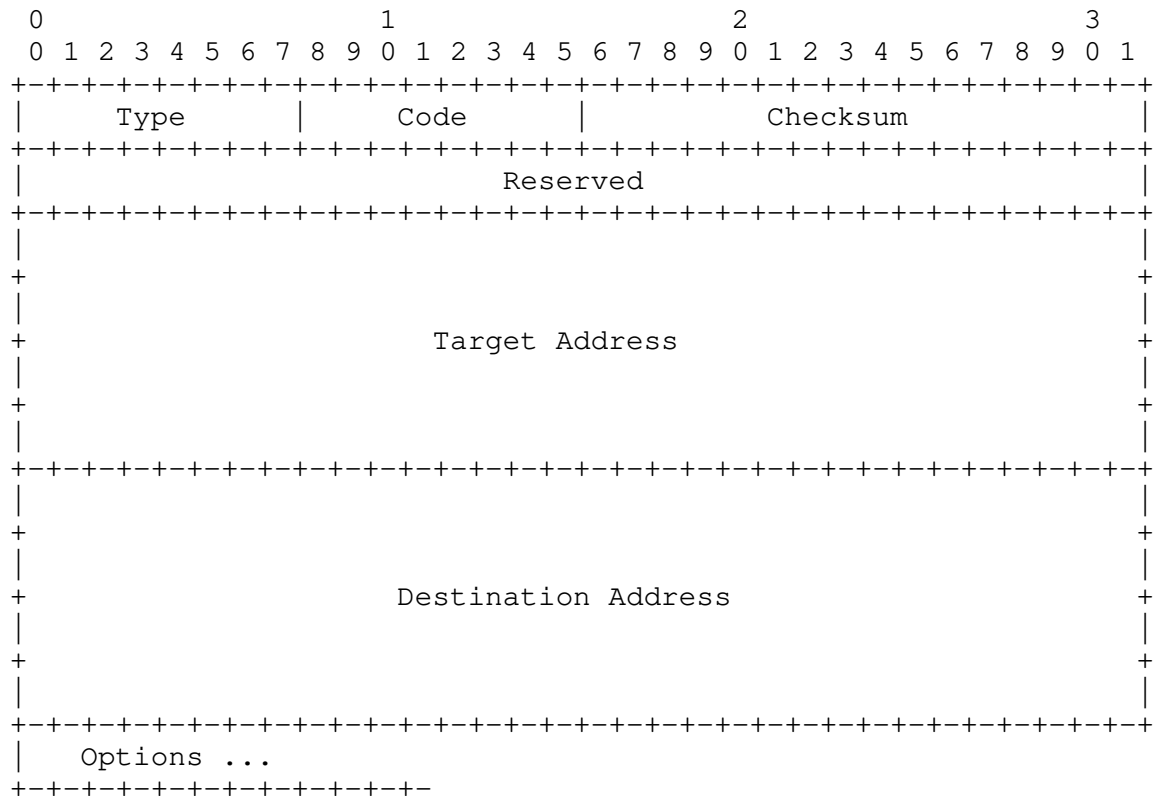 0                   1                   2                   3
0 1 2 3 4 5 6 7 8 9 0 1 2 3 4 5 6 7 8 9 0 1 2 3 4 5 6 7 8 9 0 1
+-+-+-+-+-+-+-+-+-+-+-+-+-+-+-+-+-+-+-+-+-+-+-+-+-+-+-+-+-+-+-+-+
|     Type      |     Code      |          Checksum             |
+-+-+-+-+-+-+-+-+-+-+-+-+-+-+-+-+-+-+-+-+-+-+-+-+-+-+-+-+-+-+-+-+
|                           Reserved                            |
+-+-+-+-+-+-+-+-+-+-+-+-+-+-+-+-+-+-+-+-+-+-+-+-+-+-+-+-+-+-+-+-+
|                                                               |
+                                                               +
|                                                               |
+                       Target Address                          +
|                                                               |
+                                                               +
|                                                               |
+-+-+-+-+-+-+-+-+-+-+-+-+-+-+-+-+-+-+-+-+-+-+-+-+-+-+-+-+-+-+-+-+
|                                                               |
+                                                               +
|                                                               |
+                     Destination Address                       +
|                                                               |
+                                                               +
|                                                               |
+-+-+-+-+-+-+-+-+-+-+-+-+-+-+-+-+-+-+-+-+-+-+-+-+-+-+-+-+-+-+-+-+
|   Options ...
+-+-+-+-+-+-+-+-+-+-+-+-